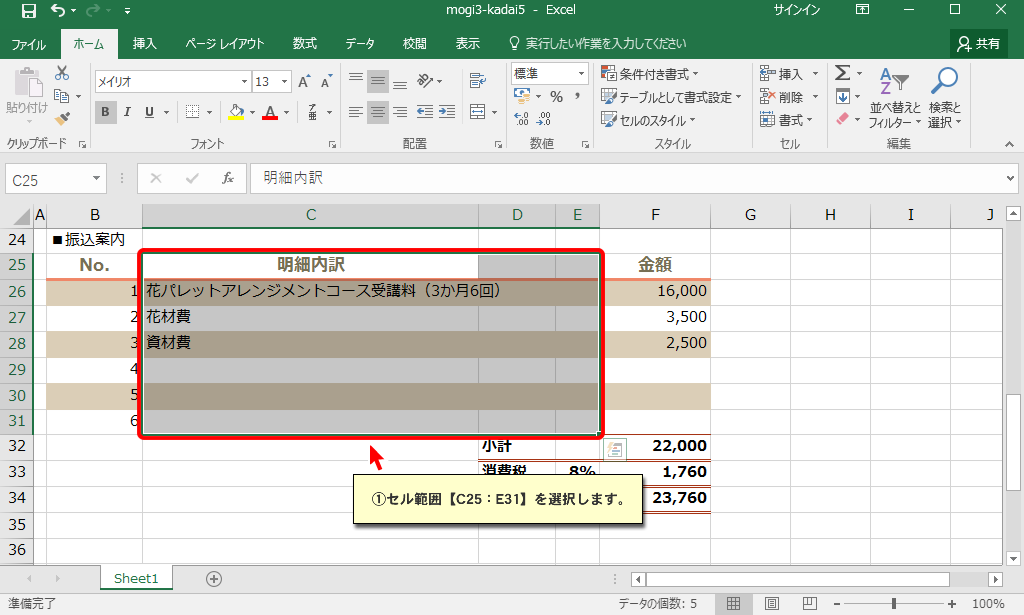 mogi3-kadai5 - Excel サインイン
ファイル ホーム 挿入 ページ レイアウト 数式 データ 校閲 表示 実行したい作業を入力してください 共有
貼り付け メイリオ 13 A A 標準 条件付き書式 挿入 Σ
テーブルとして書式設定 削除 並べ替えと 検索と
B I U A % , セルのスタイル 書式 フィルター 選択
クリップボード フォント 配置 数値 スタイル セル 編集
C25 fx 明細内訳
A B C D E F G H I J
24 ■振込案内
25 No. 明細内訳 金額
26 1 花パレットアレンジメントコース受講料（3か月6回） 16,000
27 2 花材費 3,500
28 3 資材費 2,500
29 4
30 5
31 6
32 小計 22,000
33 消費税 8% 1,760
34 23,760
①セル範囲【C25：E31】を選択します。
35
36
Sheet1
準備完了 データの個数: 5 100%